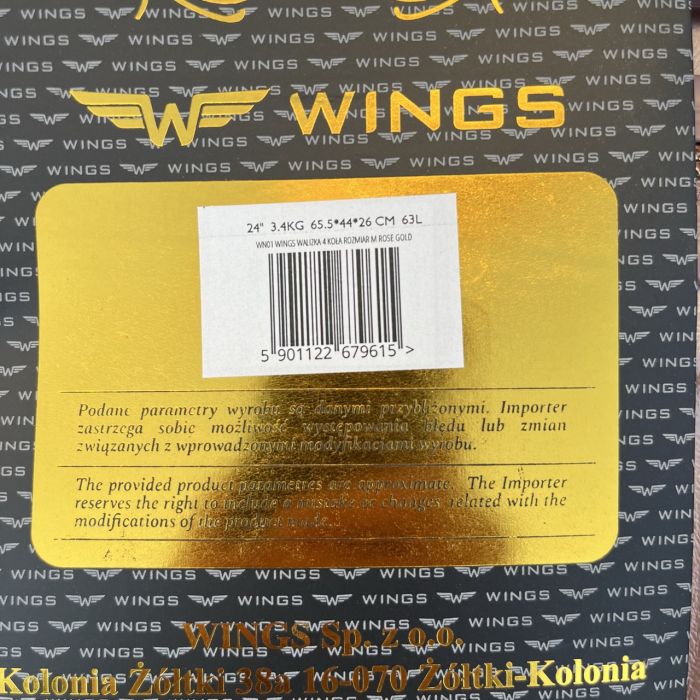 WINGS
24" 3.4KG 65.5*44*26 CM 63L
WN01 WINGS WALIZKA 4 KOŁA ROZMIAR M ROSE GOLD
5 901122 679615 >
Podane parametry wyrobu są danymi przybliżonymi. Importer
zastrzega sobie możliwość występowania błędu lub zmian
związanych z wprowadzonymi modyfikacjami wyrobu.
The provided product parametres are approximate. The Importer
reserves the right to include a mistake or changes related with the
modifications of the product made.
WINGS Sp. z o.o.
Kolonia Żółtki 38a 16-070 Żółtki-Kolonia